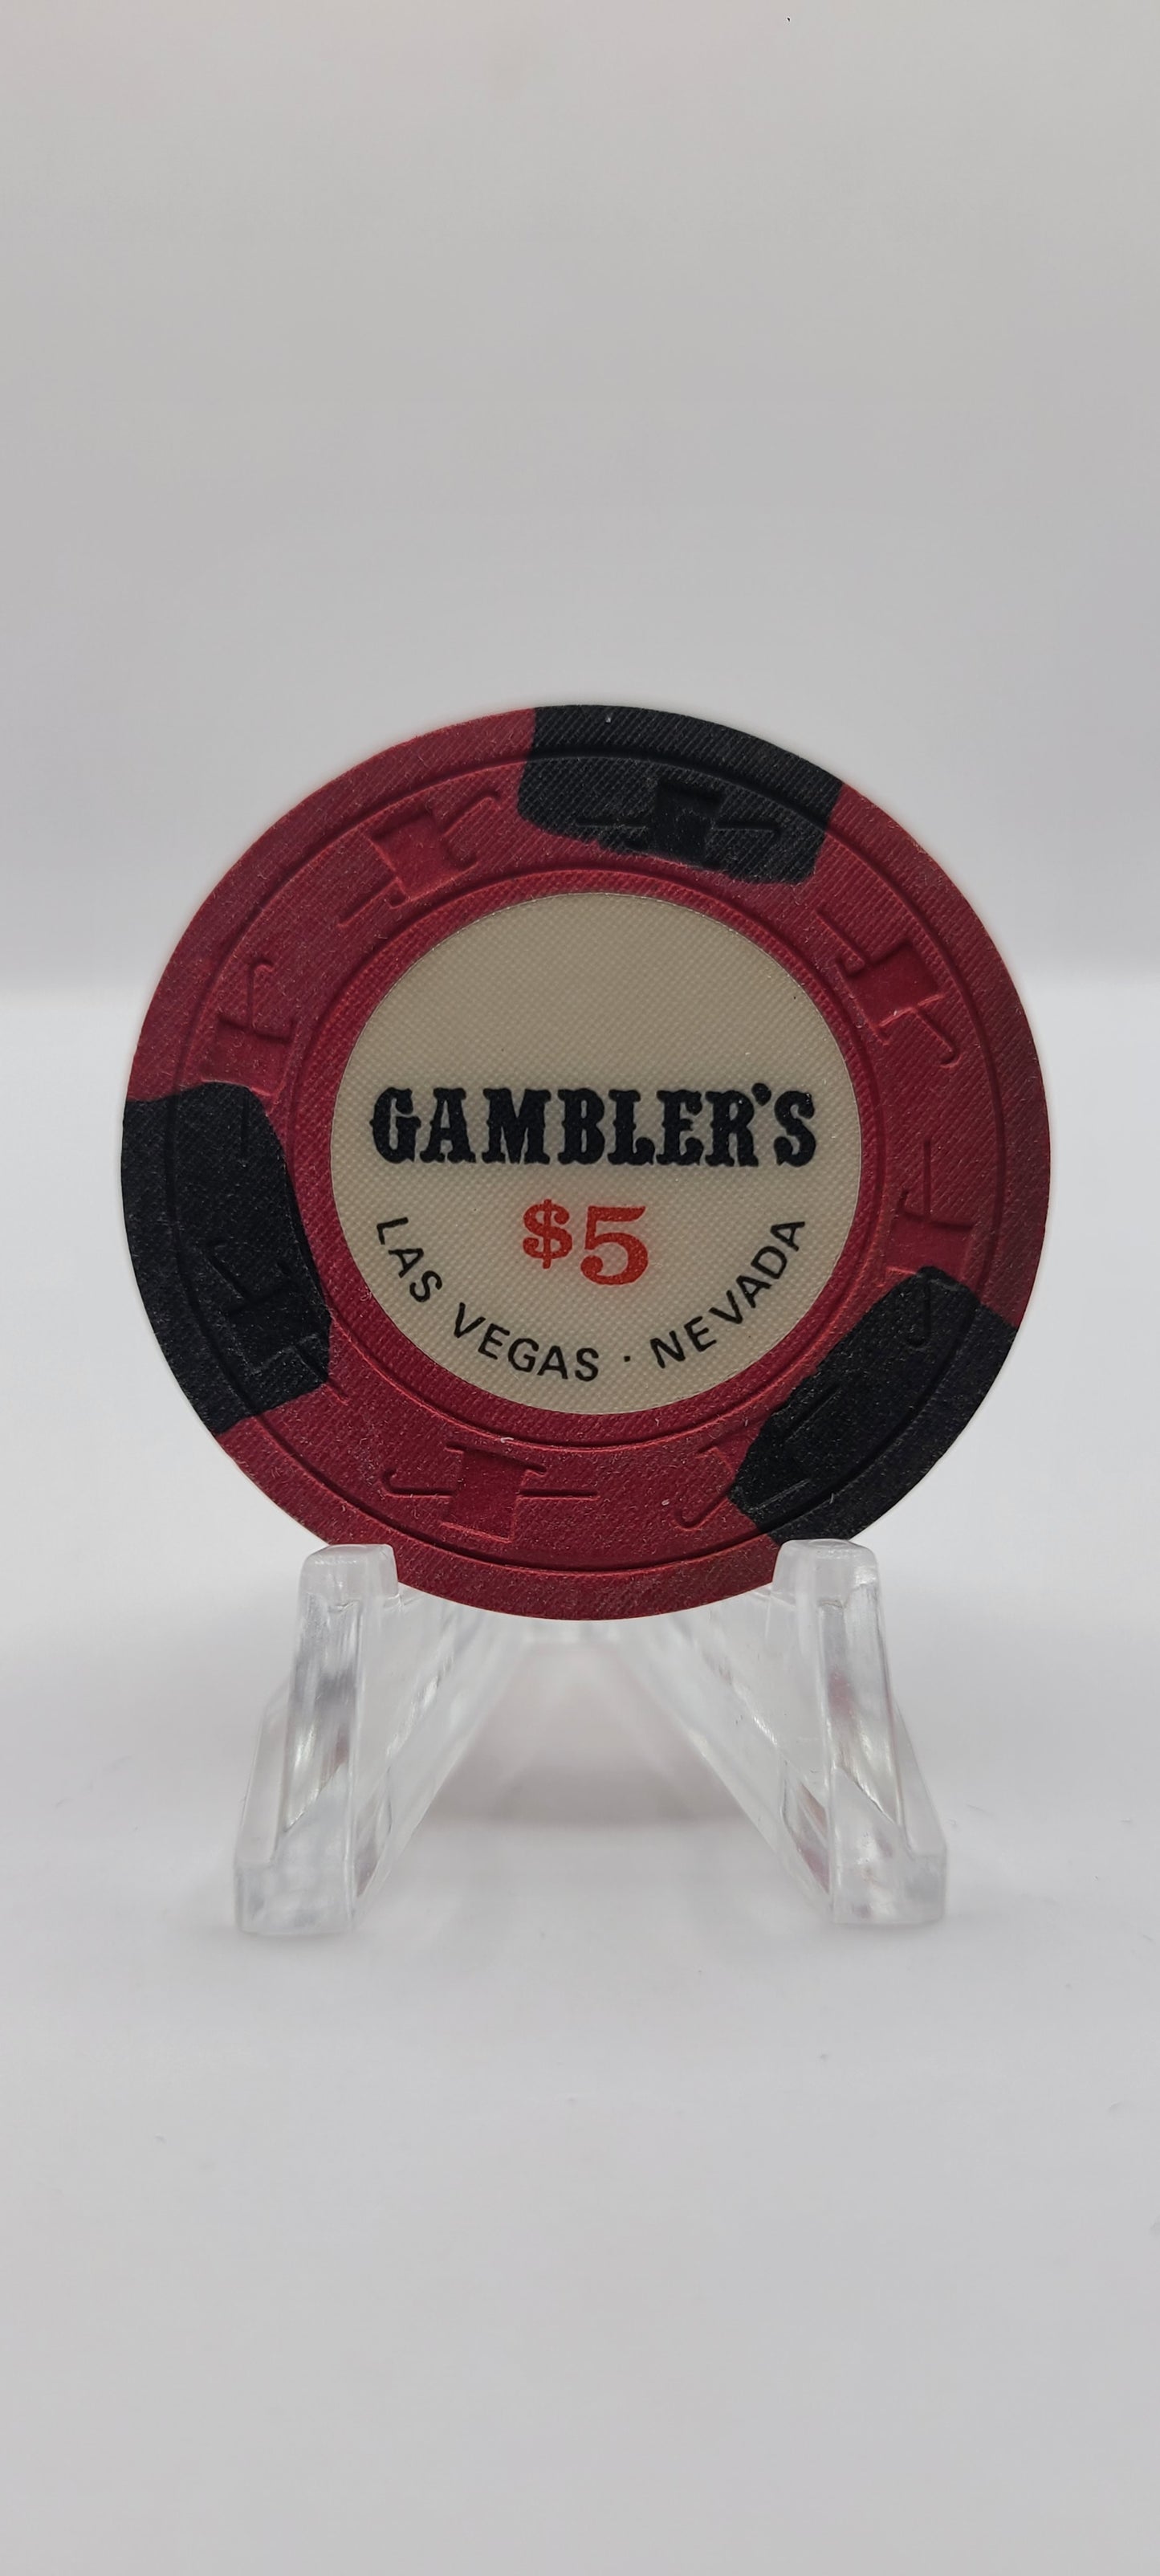 GAMBLER'S
$5
LAS VEGAS · NEVADA